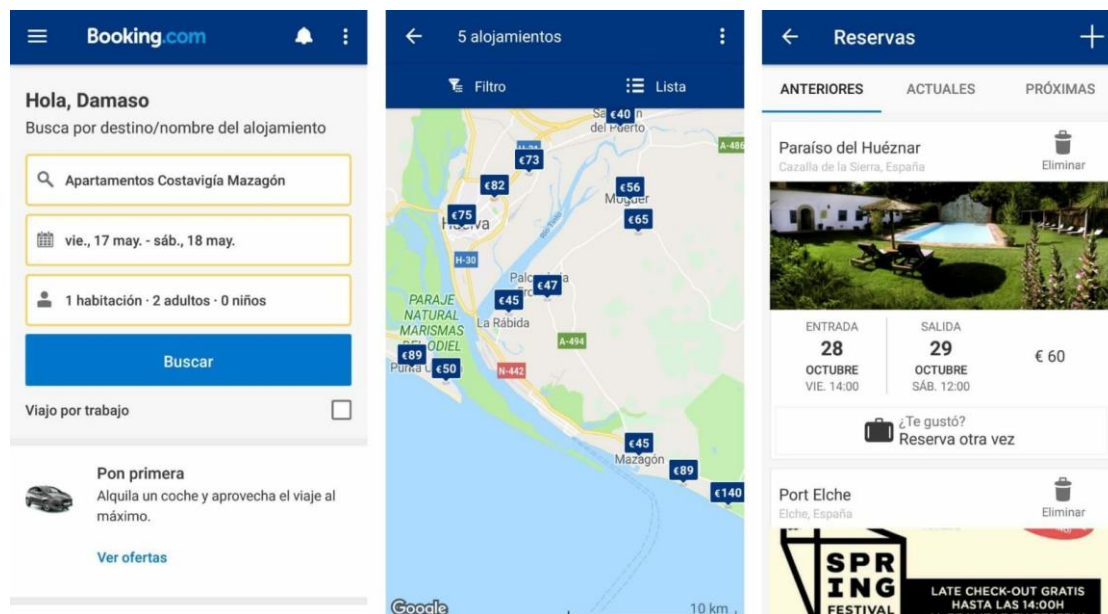 Booking.com
Hola, Damaso
Busca por destino/nombre del alojamiento
Apartamentos Costavigía Mazagón
vie., 17 may. - sáb., 18 may.
1 habitación · 2 adultos · 0 niños
Buscar
Viajo por trabajo
Pon primera
Alquila un coche y aprovecha el viaje al
máximo.
Ver ofertas
5 alojamientos
Filtro
Lista
€40
del Puerto
A-486
€73
€82
€56
Moguer
€75
€65
Huelva
H-30
€47
PARAJE
€45
NATURAL
La Rábida
MARISMAS
A-494
€89
€50
N-442
€45
Mazagón
€89
€140
Google
10 km
Reservas
ANTERIORES
ACTUALES
PRÓXIMAS
Paraíso del Huéznar
Cazalla de la Sierra, España
Eliminar
ENTRADA
28
OCTUBRE
VIE. 14:00
SALIDA
29
OCTUBRE
SÁB. 12:00
€ 60
¿Te gustó?
Reserva otra vez
Port Elche
Elche, España
Eliminar
SPR
ING
FESTIVAL
LATE CHECK-OUT GRATIS
HASTA LAS 14:00H